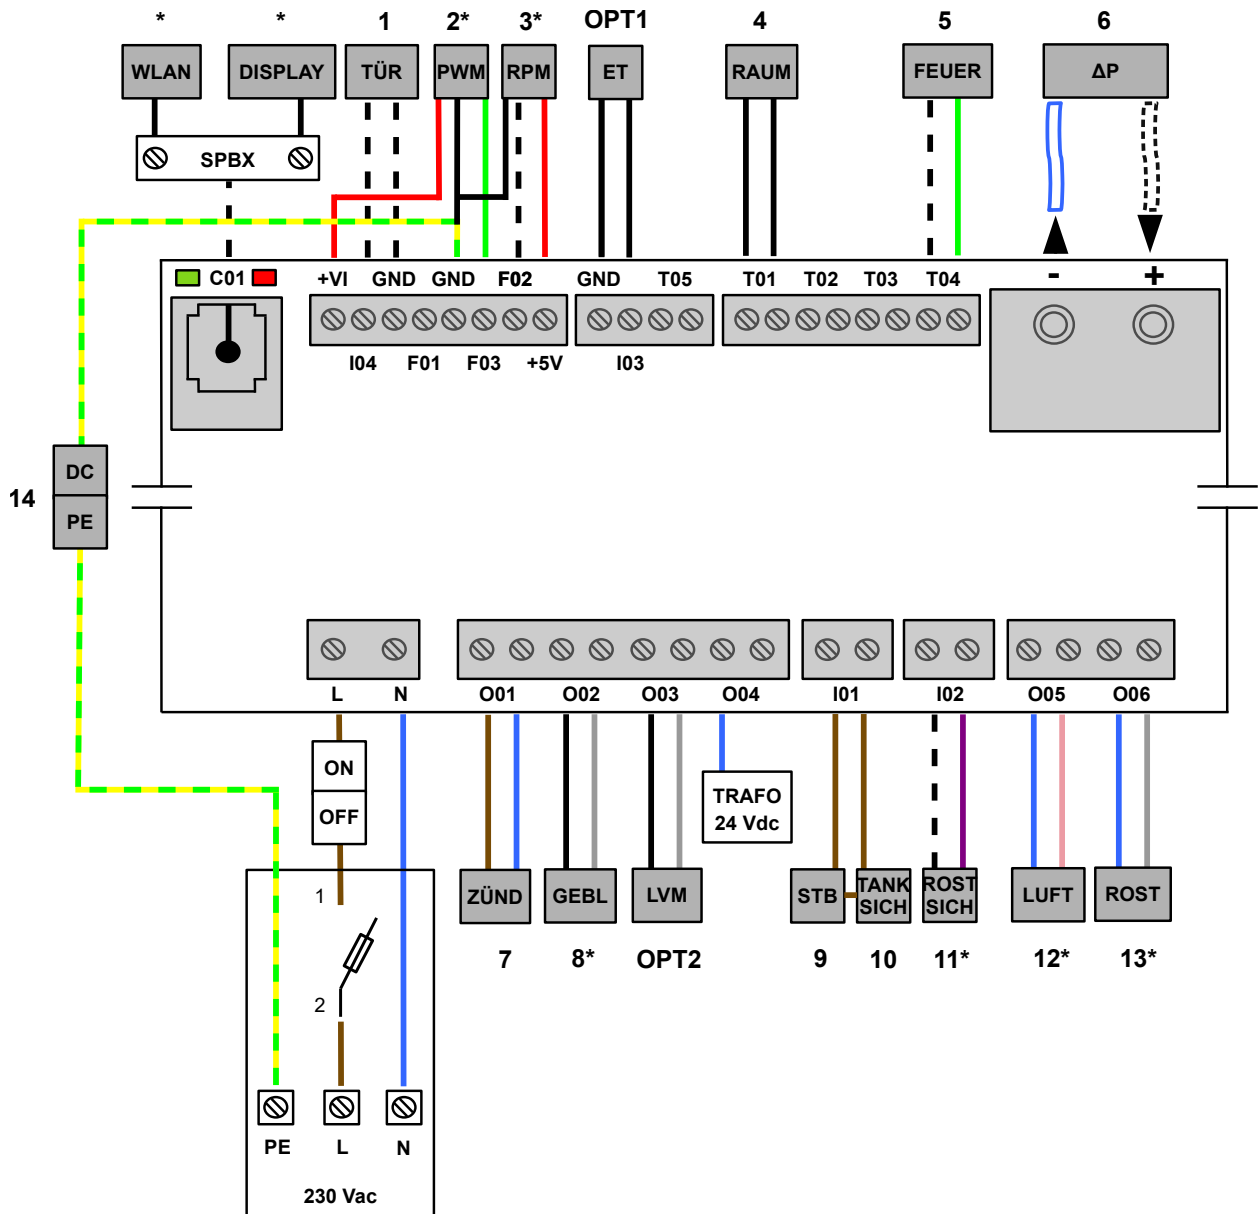 * * 1 2* 3* OPT1 4 5 6
WLAN DISPLAY TÜR PWM RPM ET RAUM FEUER ΔP
SPBX
C01 +VI GND GND F02 GND T05 T01 T02 T03 T04 - +
I04 F01 F03 +5V I03
14
DC
PE
L N O01 O02 O03 O04 I01 I02 O05 O06
ON
OFF
TRAFO
24 Vdc
ZÜND GEBL LVM STB TANK SICH ROST SICH LUFT ROST
7 8* OPT2 9 10 11* 12* 13*
1
2
PE L N
230 Vac